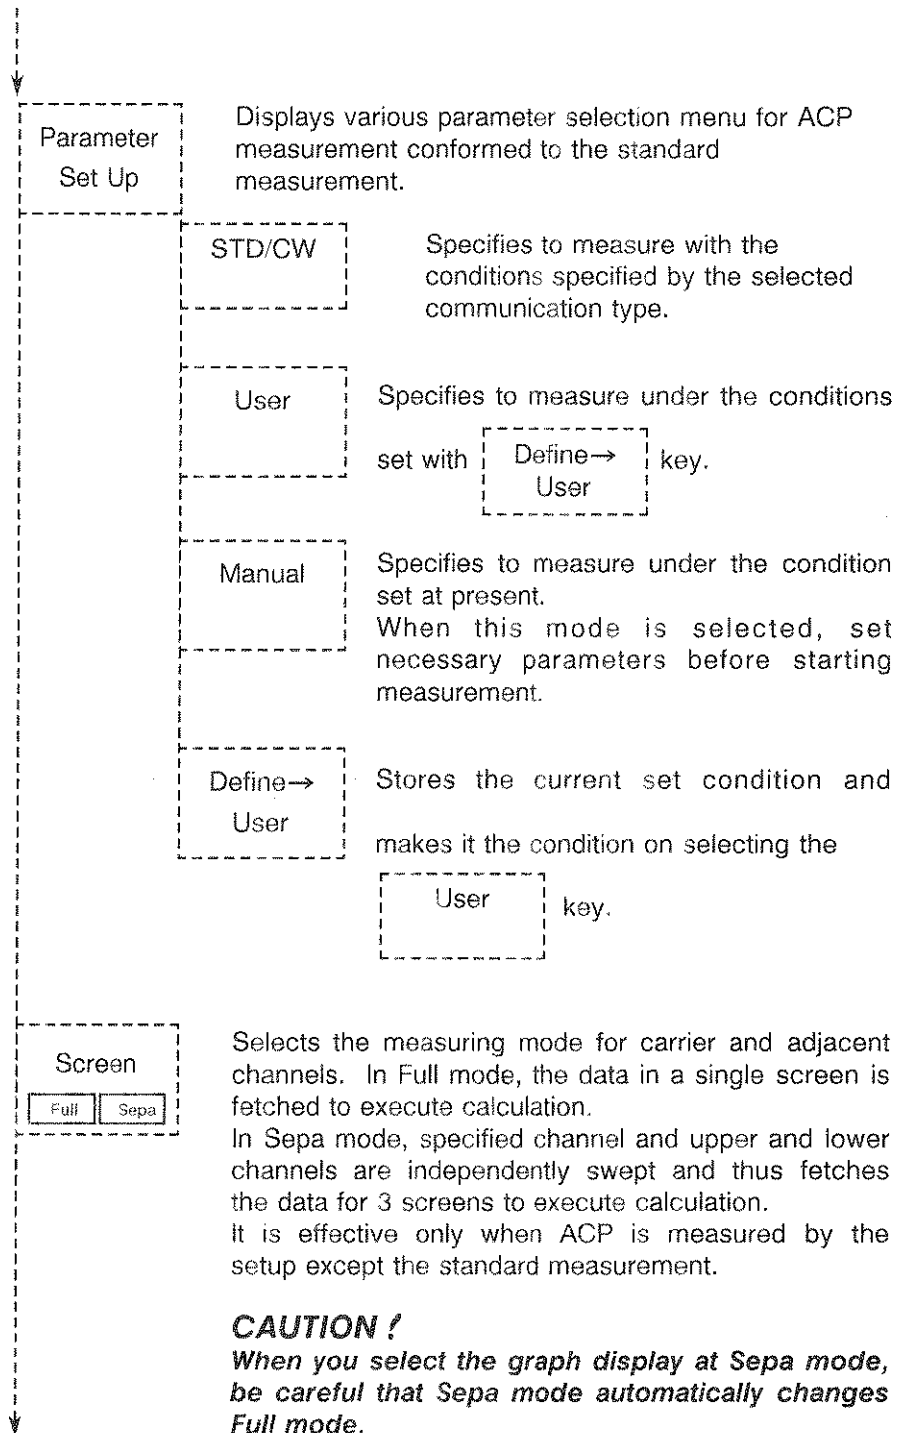 Parameter
Set Up
Displays various parameter selection menu for ACP
measurement conformed to the standard
measurement.
STD/CW
Specifies to measure with the
conditions specified by the selected
communication type.
User
Specifies to measure under the conditions
set with Define→ key.
User
Manual
Specifies to measure under the condition
set at present.
When this mode is selected, set
necessary parameters before starting
measurement.
Define→
User
Stores the current set condition and
makes it the condition on selecting the
User key.
Screen
Full Sepa
Selects the measuring mode for carrier and adjacent
channels. In Full mode, the data in a single screen is
fetched to execute calculation.
In Sepa mode, specified channel and upper and lower
channels are independently swept and thus fetches
the data for 3 screens to execute calculation.
It is effective only when ACP is measured by the
setup except the standard measurement.
CAUTION !
When you select the graph display at Sepa mode,
be careful that Sepa mode automatically changes
Full mode.